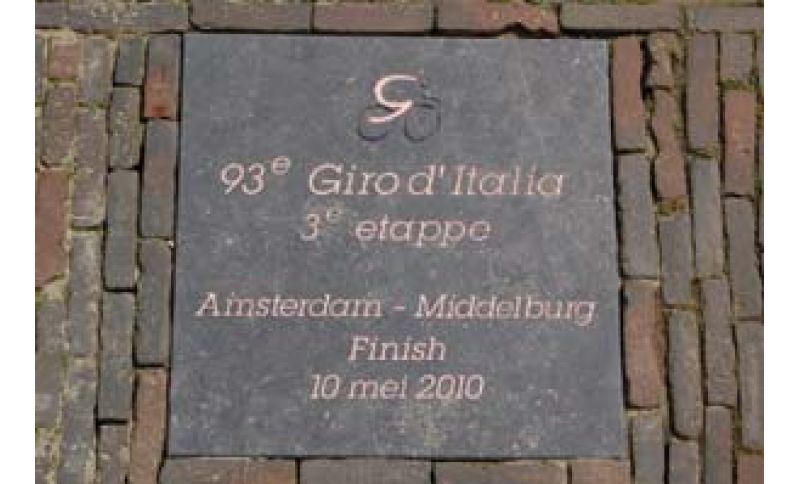 G
93e Giro d'Italia
3e etappe
Amsterdam - Middelburg
Finish
10 mei 2010